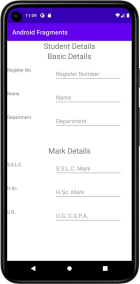 11:09
Android Fragments
Student Details
Basic Details
Register No.
Register Number
Name
Name
Department
Department
Mark Details
S.S.L.C.
S.S.L.C. Mark
H.Sc.
H.Sc. Mark
U.G.
U.G. C.G.P.A.